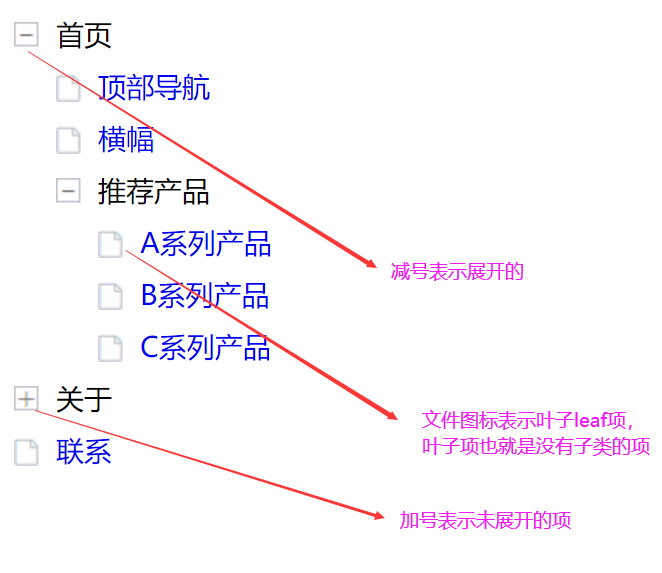 首页
顶部导航
横幅
推荐产品
A系列产品
减号表示展开的
B系列产品
C系列产品
关于
文件图标表示叶子leaf项，
叶子项也就是没有子类的项
联系
加号表示未展开的项